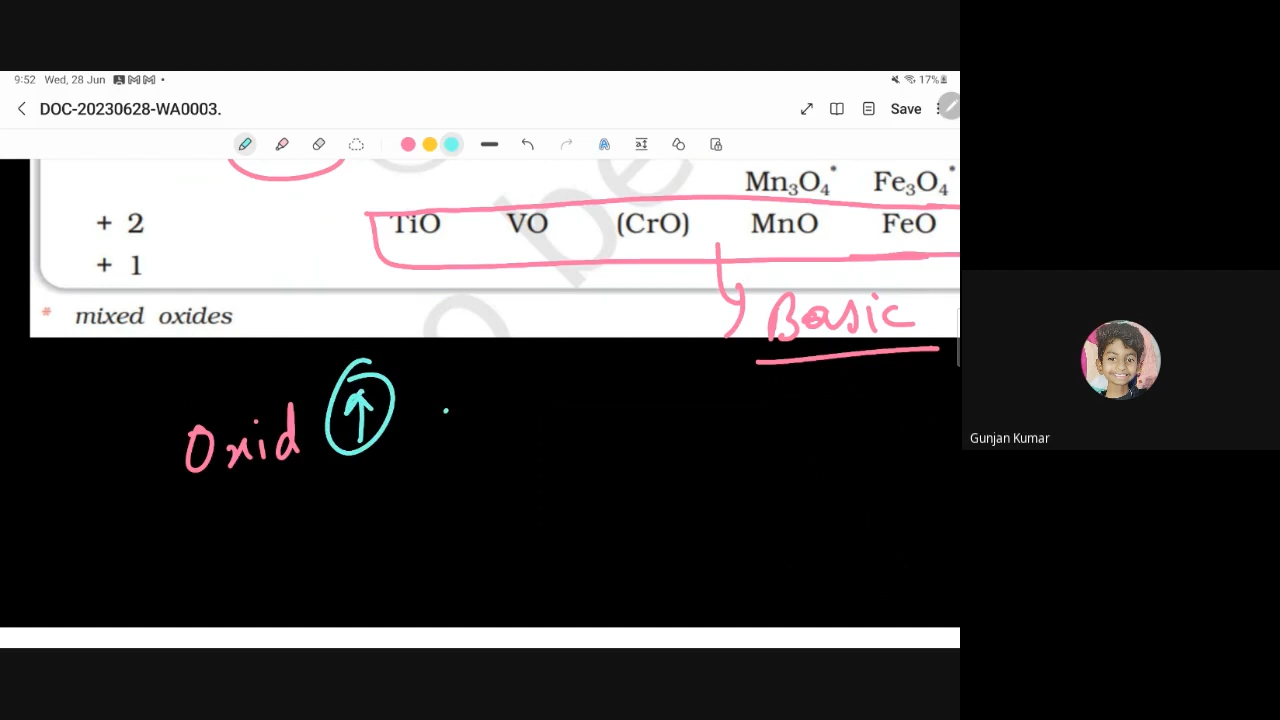 9:52 Wed, 28 Jun 17%
DOC-20230628-WA0003.
Save
Mn₃O₄* Fe₃O₄*
+ 2 TiO VO (CrO) MnO FeO
+ 1
* mixed oxides
Basic
Oxid ↑
o be
Gunjan Kumar